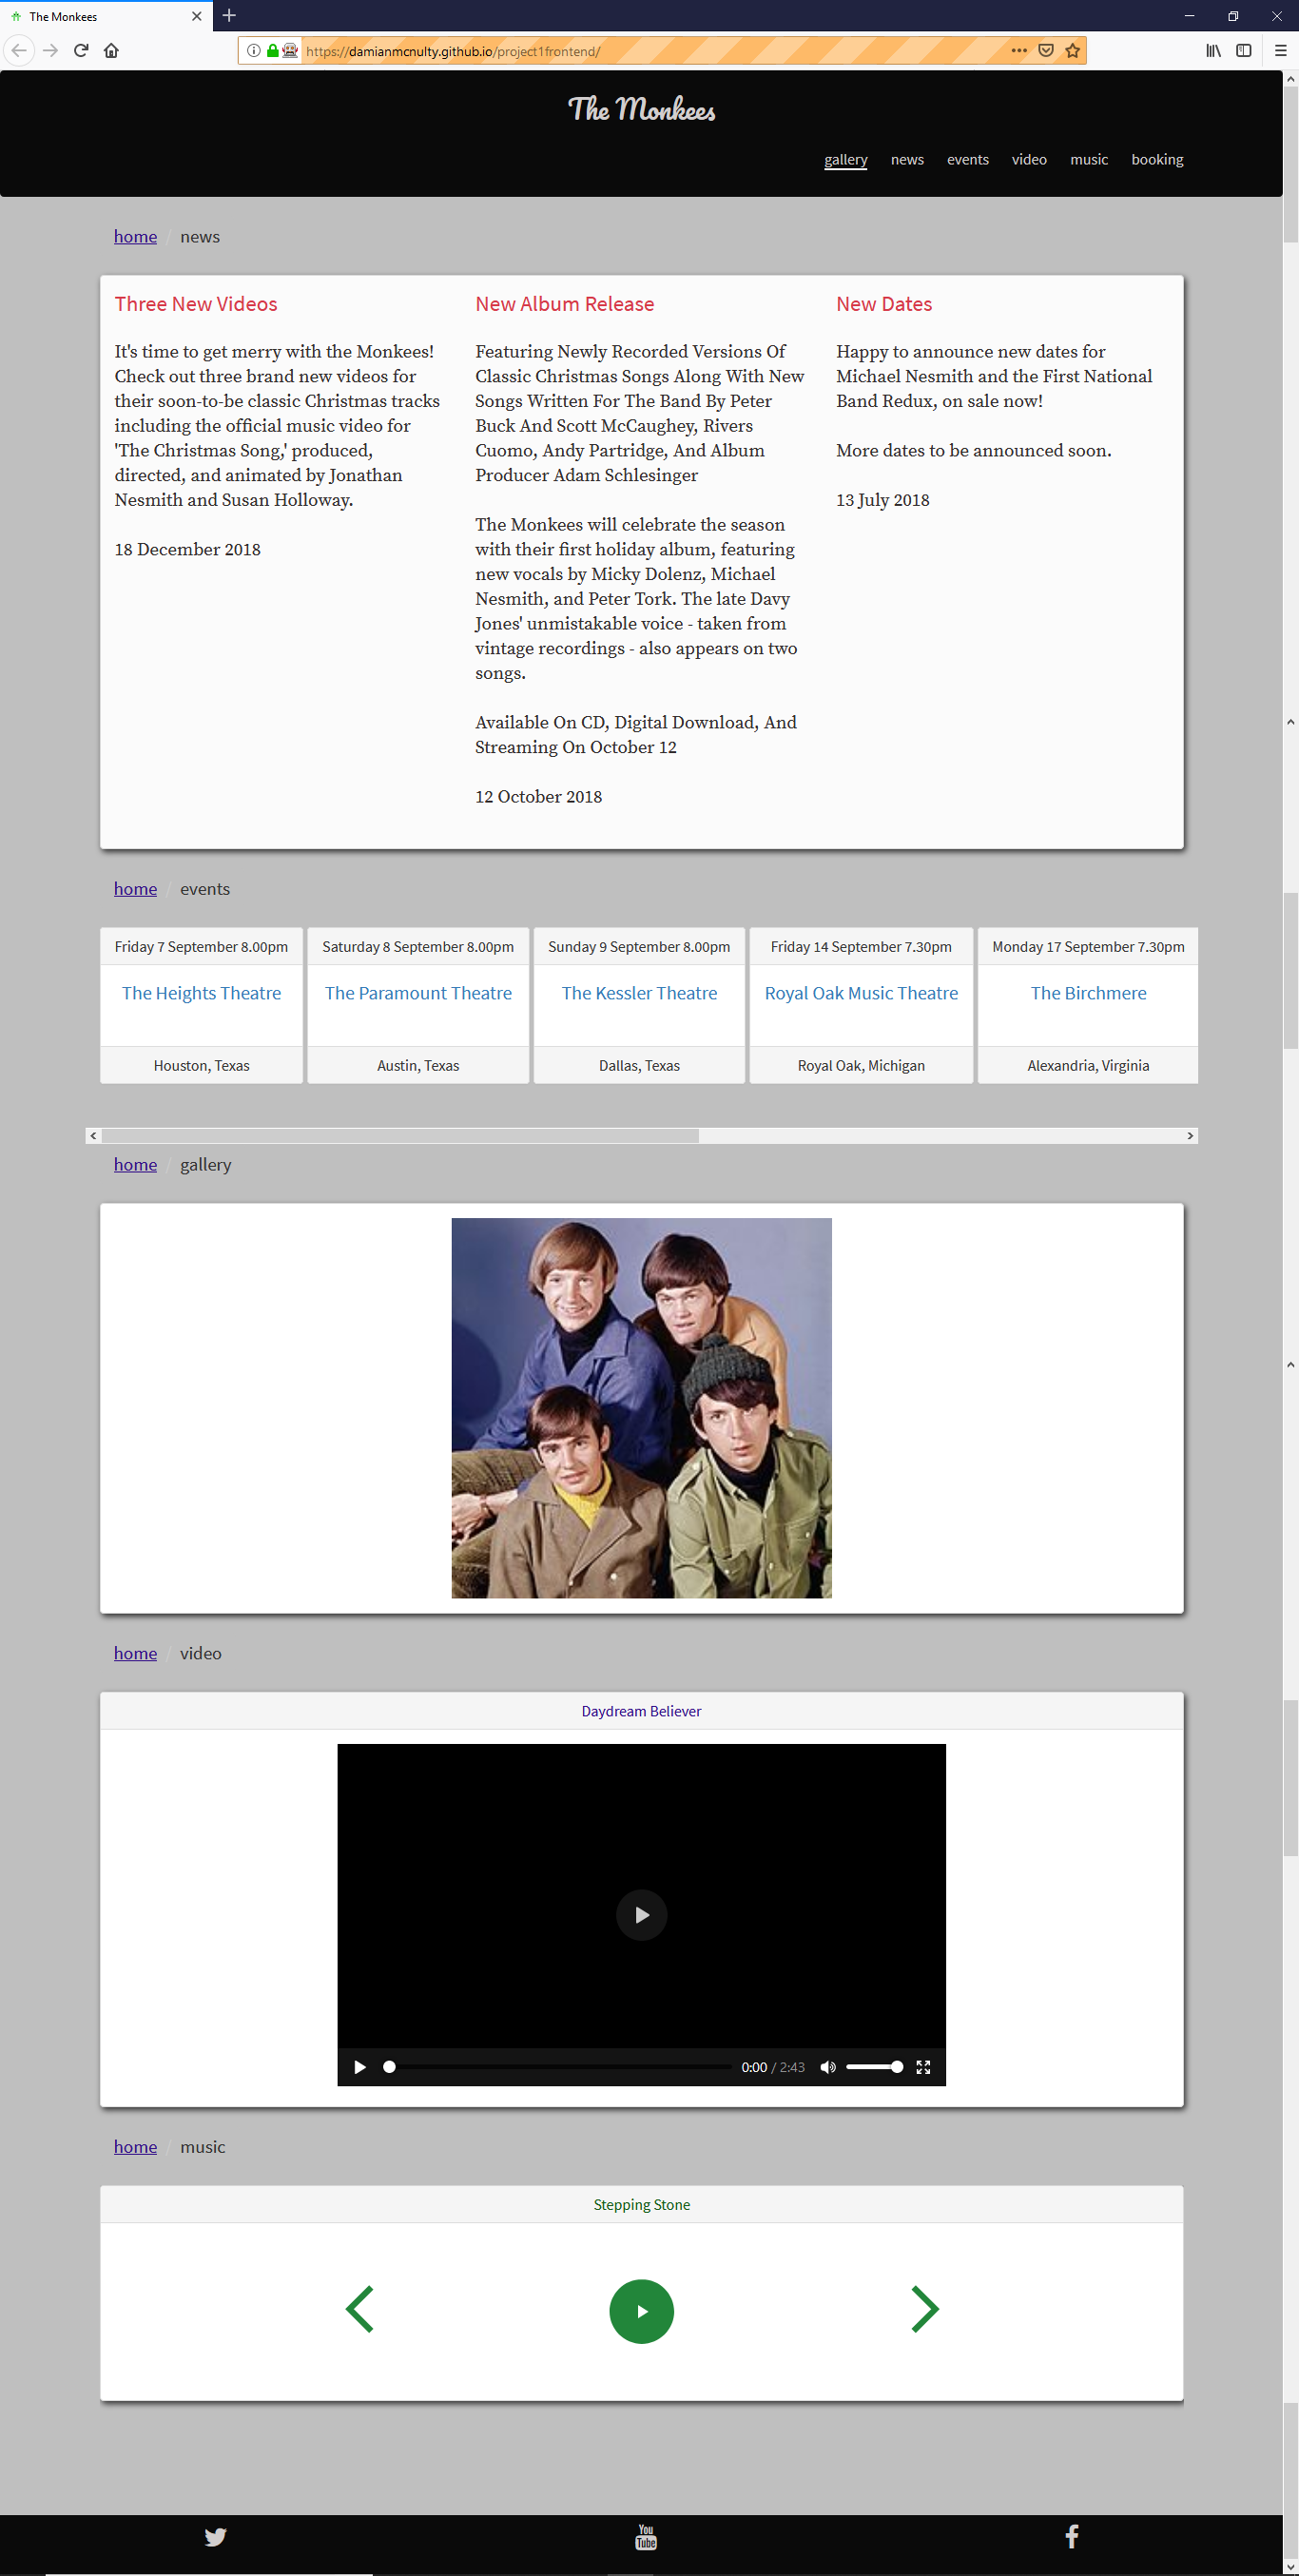 The Monkees
https://damianmcnulty.github.io/project1frontend/
The Monkees
gallery news events video music booking
home / news
Three New Videos
It's time to get merry with the Monkees!
Check out three brand new videos for
their soon-to-be classic Christmas tracks
including the official music video for
'The Christmas Song,' produced,
directed, and animated by Jonathan
Nesmith and Susan Holloway.
18 December 2018
New Album Release
Featuring Newly Recorded Versions Of
Classic Christmas Songs Along With New
Songs Written For The Band By Peter
Buck And Scott McCaughey, Rivers
Cuomo, Andy Partridge, And Album
Producer Adam Schlesinger
The Monkees will celebrate the season
with their first holiday album, featuring
new vocals by Micky Dolenz, Michael
Nesmith, and Peter Tork. The late Davy
Jones' unmistakable voice - taken from
vintage recordings - also appears on two
songs.
Available On CD, Digital Download, And
Streaming On October 12
12 October 2018
New Dates
Happy to announce new dates for
Michael Nesmith and the First National
Band Redux, on sale now!
More dates to be announced soon.
13 July 2018
home / events
Friday 7 September 8.00pm
The Heights Theatre
Houston, Texas
Saturday 8 September 8.00pm
The Paramount Theatre
Austin, Texas
Sunday 9 September 8.00pm
The Kessler Theatre
Dallas, Texas
Friday 14 September 7.30pm
Royal Oak Music Theatre
Royal Oak, Michigan
Monday 17 September 7.30pm
The Birchmere
Alexandria, Virginia
home / gallery
home / video
Daydream Believer
0:00 / 2:43
home / music
Stepping Stone
You
Tube